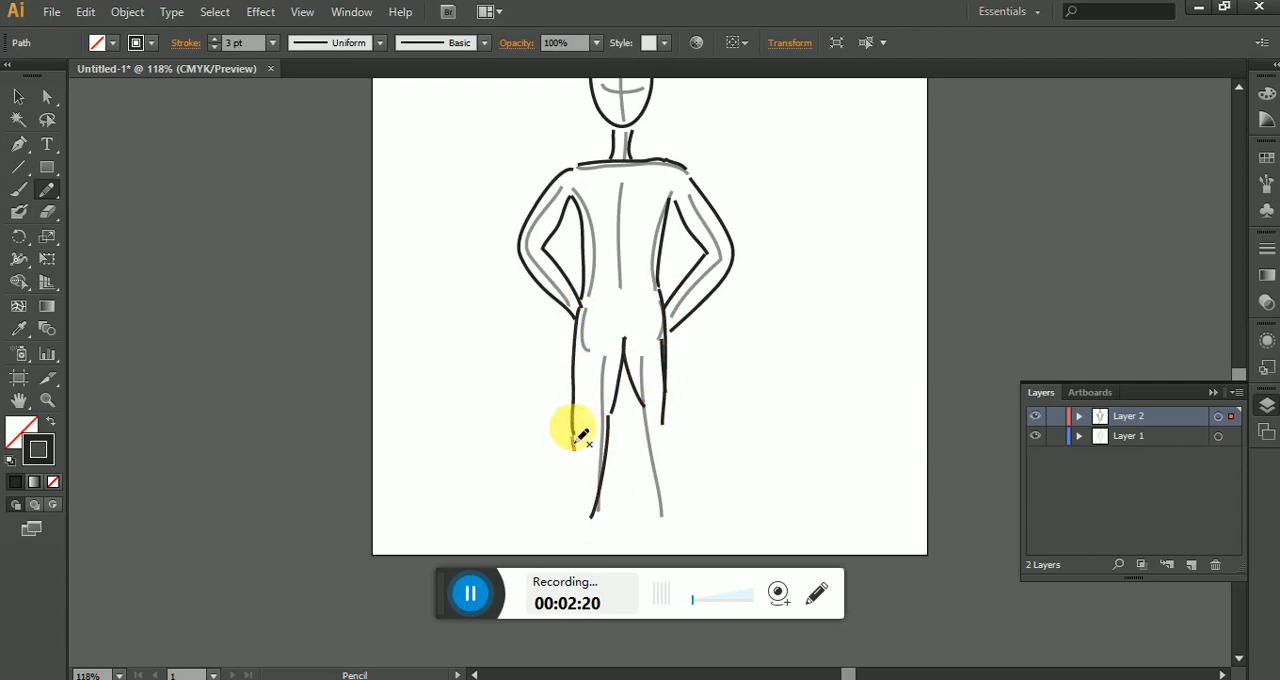 Ai File Edit Object Type Select Effect View Window Help Br Essentials
Path Stroke: 3 pt Uniform Basic Opacity: 100% Style: Transform
Untitled-1* @ 118% (CMYK/Preview) ×
T
Layers Artboards
Layer 2
Layer 1
2 Layers
Recording...
00:02:20
118% 1 Pencil